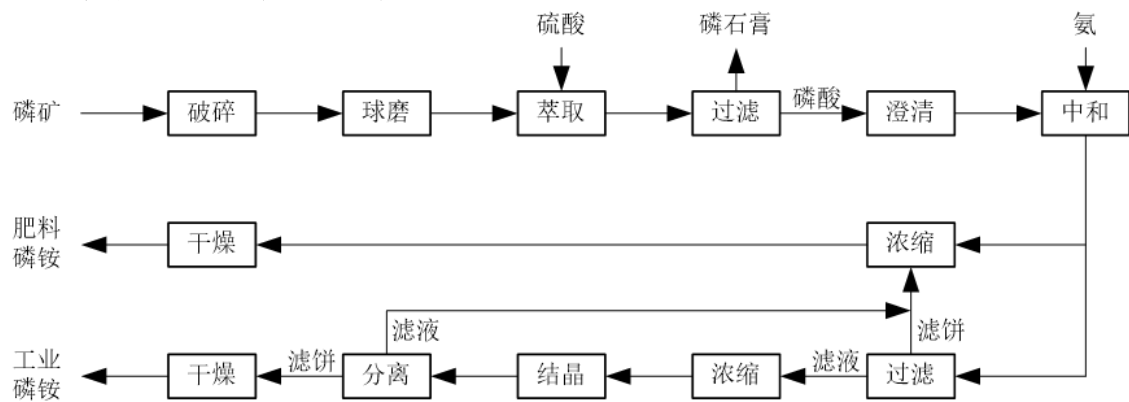 硫酸
磷石膏
氨
磷矿
破碎
球磨
萃取
过滤
磷酸
澄清
中和
肥料
磷铵
干燥
浓缩
滤液
滤饼
工业
磷铵
干燥
滤饼
分离
结晶
浓缩
滤液
过滤